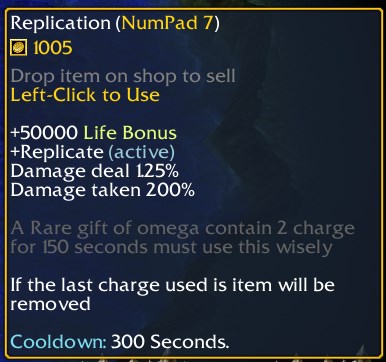 Replication (NumPad 7)
1005
Drop item on shop to sell
Left-Click to Use
+50000 Life Bonus
+Replicate (active)
Damage deal 1.25%
Damage taken 200%
A Rare gift of omega contain 2 charge
for 150 seconds must use this wisely
If the last charge used is item will be
removed
Cooldown: 300 Seconds.